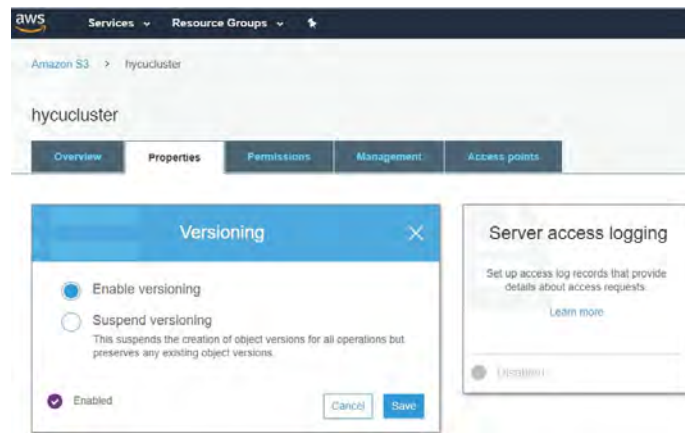 aws Services Resource Groups
Amazon S3 > hycucluster
hycucluster
Overview Properties Permissions Management Access points
Versioning
Enable versioning
Suspend versioning
This suspends the creation of object versions for all operations but
preserves any existing object versions.
Enabled Cancel Save
Server access logging
Set up access log records that provide
details about access requests.
Learn more
Disabled